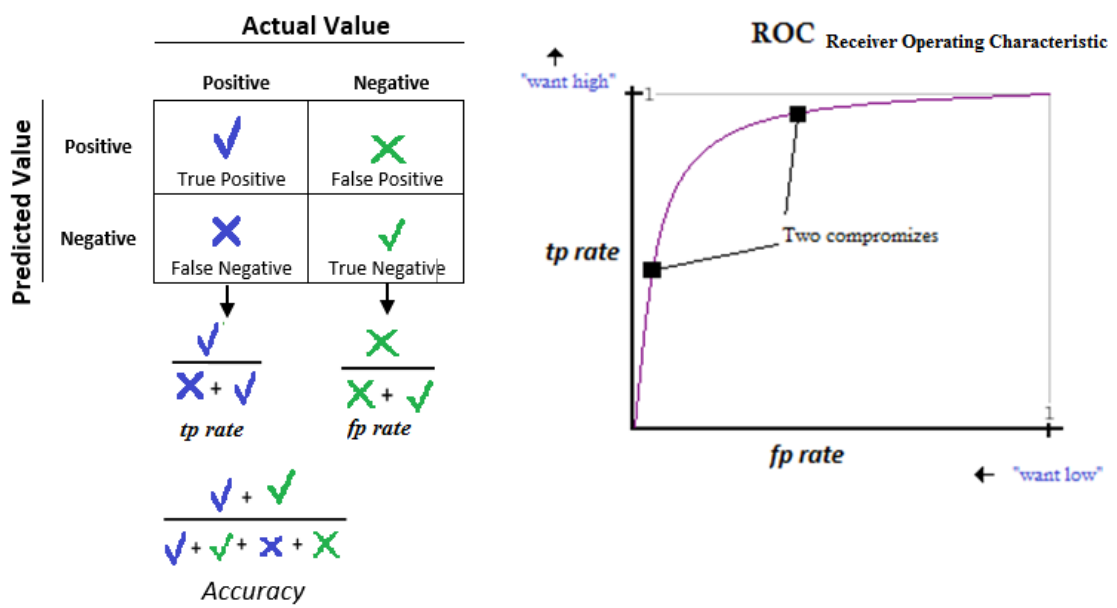 Actual Value
Positive Negative
Predicted Value
Positive
True Positive False Positive
Negative
False Negative True Negative
+ +
tp rate fp rate
+
+ + +
Accuracy
ROC Receiver Operating Characteristic
"want high"
1
tp rate
Two compromizes
1
fp rate
"want low"